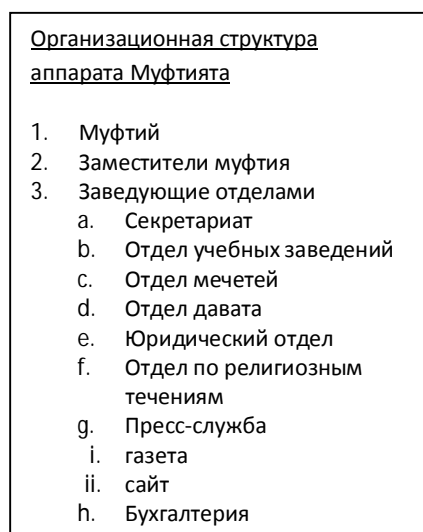 Организационная структура
аппарата Муфтията
1. Муфтий
2. Заместители муфтия
3. Заведующие отделами
a. Секретариат
b. Отдел учебных заведений
c. Отдел мечетей
d. Отдел давата
e. Юридический отдел
f. Отдел по религиозным
течениям
g. Пресс-служба
i. газета
ii. сайт
h. Бухгалтерия